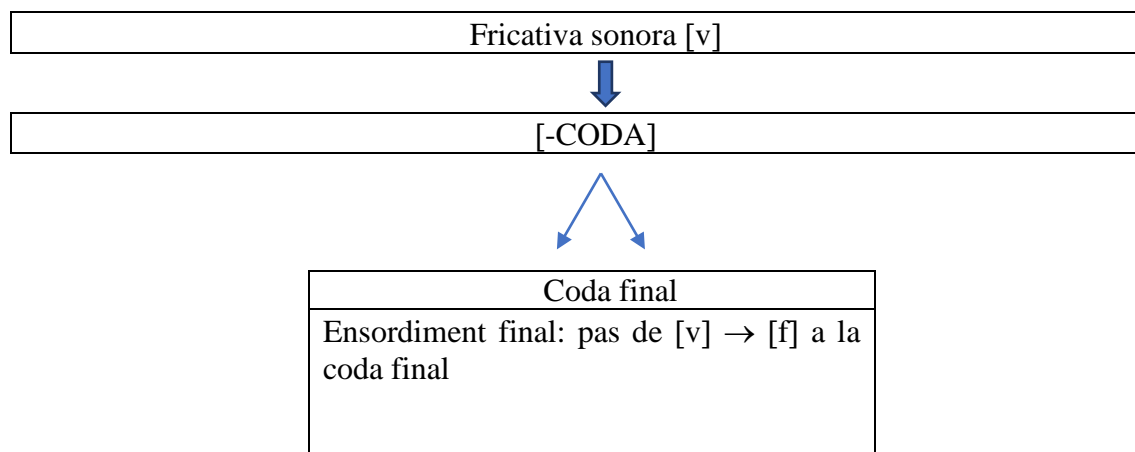 Fricativa sonora [v]
[-CODA]
Coda final
Ensordiment final: pas de [v] → [f] a la
coda final